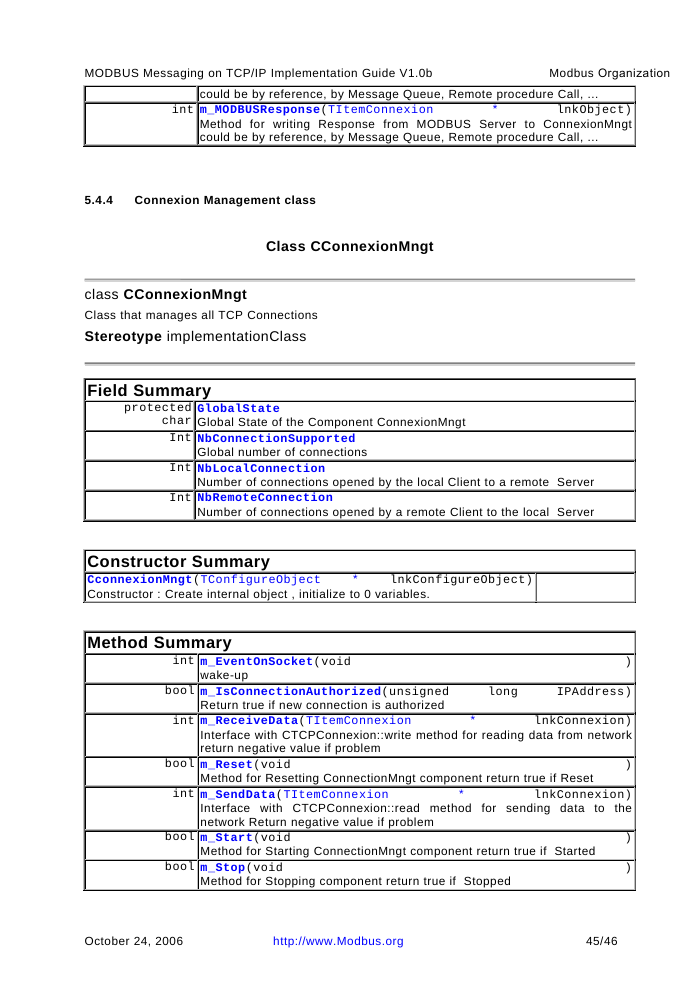 MODBUS Messaging on TCP/IP Implementation Guide V1.0b Modbus Organization
could be by reference, by Message Queue, Remote procedure Call, ...
int m_MODBUSResponse(TItemConnexion * lnkObject)
Method for writing Response from MODBUS Server to ConnexionMngt
could be by reference, by Message Queue, Remote procedure Call, ...
5.4.4 Connexion Management class
Class CConnexionMngt
class CConnexionMngt
Class that manages all TCP Connections
Stereotype implementationClass
Field Summary
protected GlobalState
char Global State of the Component ConnexionMngt
Int NbConnectionSupported
Global number of connections
Int NbLocalConnection
Number of connections opened by the local Client to a remote Server
Int NbRemoteConnection
Number of connections opened by a remote Client to the local Server
Constructor Summary
CconnexionMngt(TConfigureObject * lnkConfigureObject)
Constructor : Create internal object , initialize to 0 variables.
Method Summary
int m_EventOnSocket(void )
wake-up
bool m_IsConnectionAuthorized(unsigned long IPAddress)
Return true if new connection is authorized
int m_ReceiveData(TItemConnexion * lnkConnexion)
Interface with CTCPConnexion::write method for reading data from network
return negative value if problem
bool m_Reset(void )
Method for Resetting ConnectionMngt component return true if Reset
int m_SendData(TItemConnexion * lnkConnexion)
Interface with CTCPConnexion::read method for sending data to the
network Return negative value if problem
bool m_Start(void )
Method for Starting ConnectionMngt component return true if Started
bool m_Stop(void )
Method for Stopping component return true if Stopped
October 24, 2006 http://www.Modbus.org 45/46